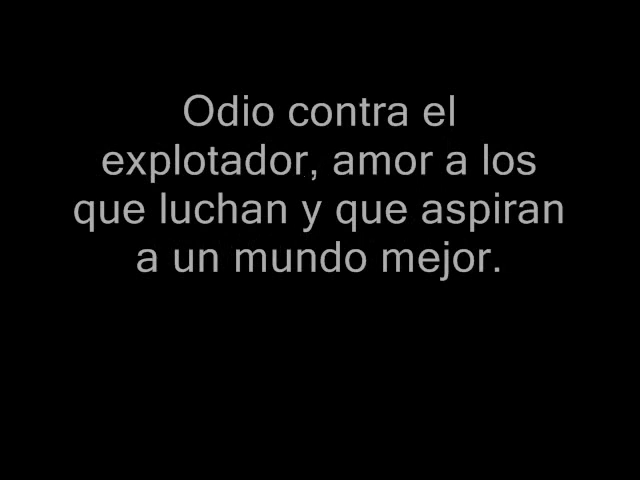 Odio contra el
explotador, amor a los
que luchan y que aspiran
a un mundo mejor.